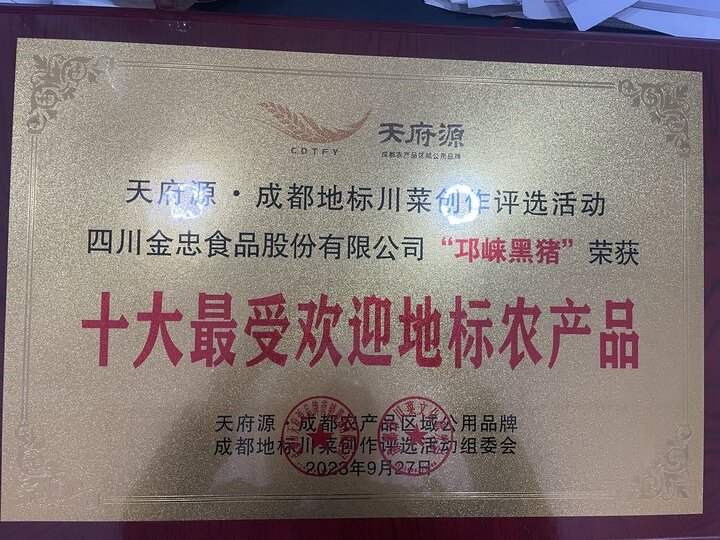 CDTFY
天府源
成都农产品区域公用品牌
天府源·成都地标川菜创作评选活动
四川金忠食品股份有限公司“邛崃黑猪”荣获
十大最受欢迎地标农产品
天府源·成都农产品区域公用品牌
成都地标川菜创作评选活动组委会
2023年9月27日